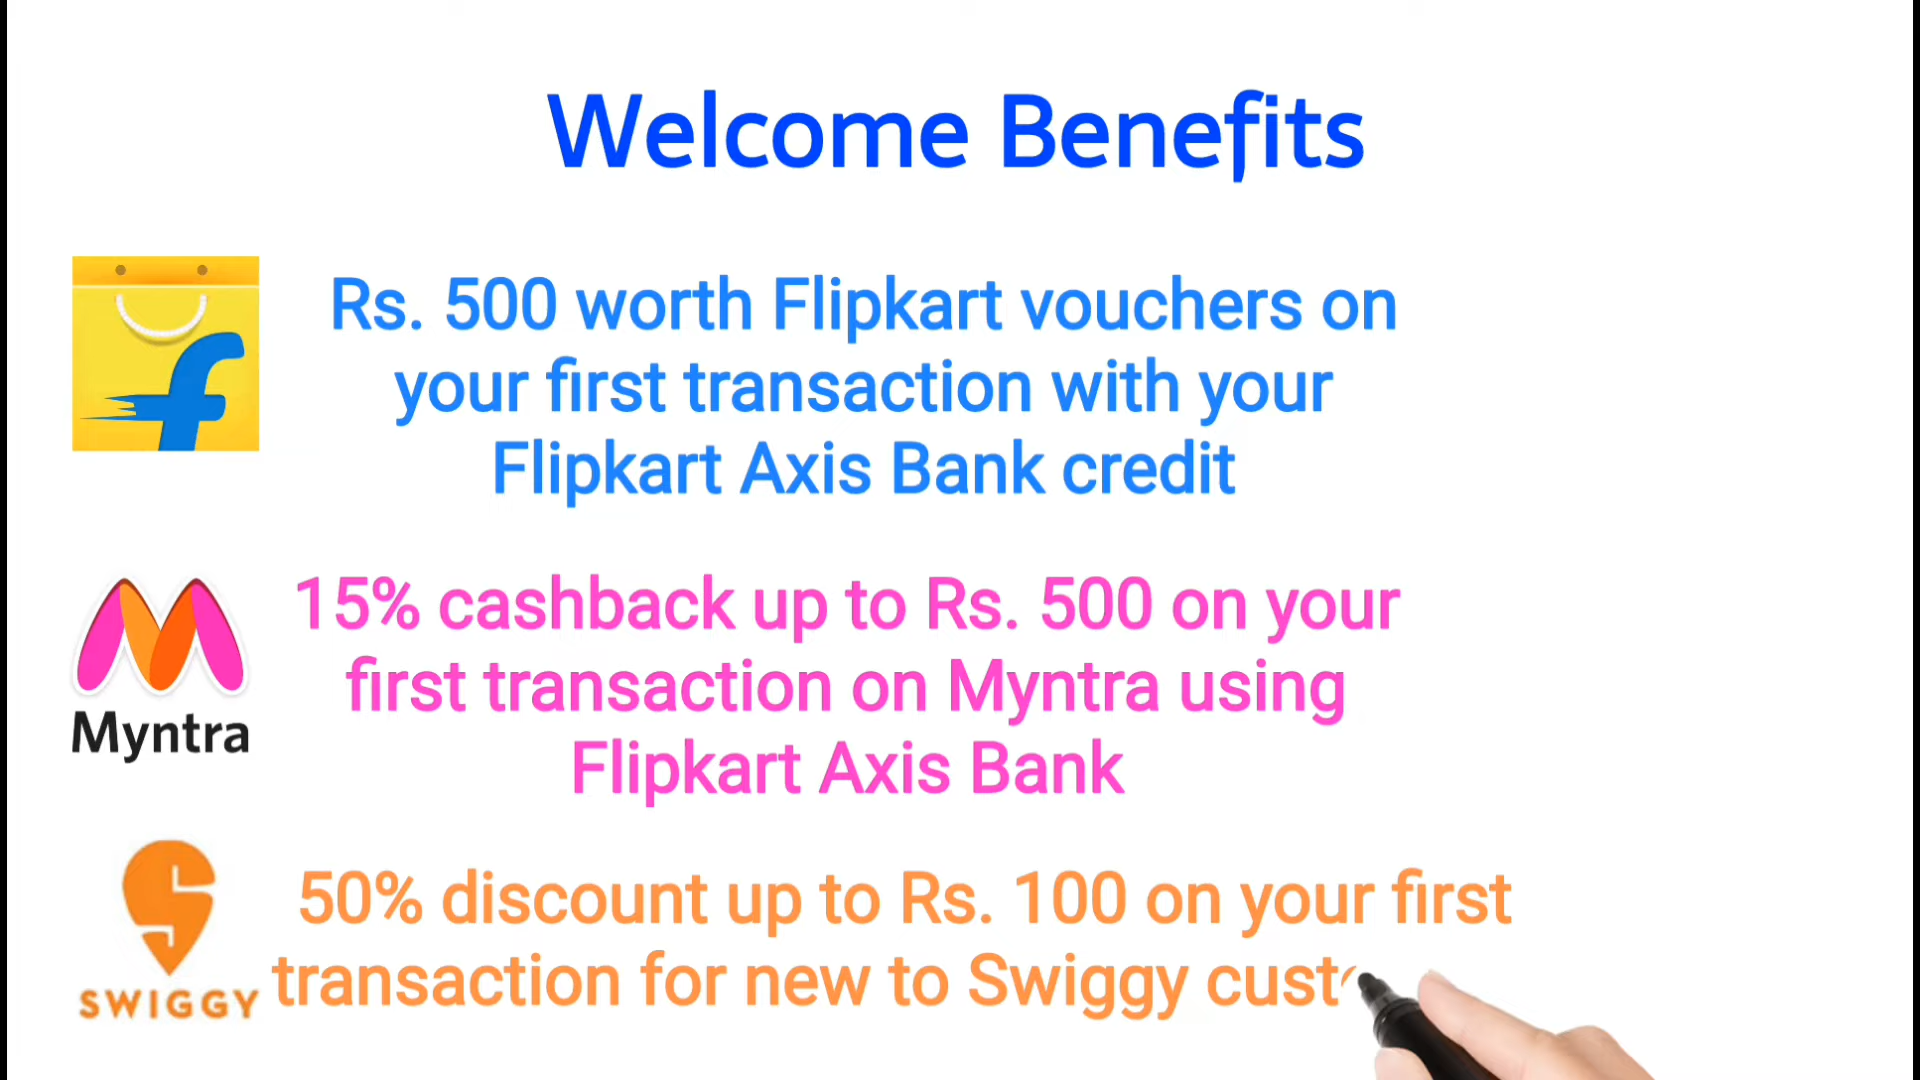 Welcome Benefits
Rs. 500 worth Flipkart vouchers on
your first transaction with your
Flipkart Axis Bank credit
Myntra
15% cashback up to Rs. 500 on your
first transaction on Myntra using
Flipkart Axis Bank
SWIGGY
50% discount up to Rs. 100 on your first
transaction for new to Swiggy cust